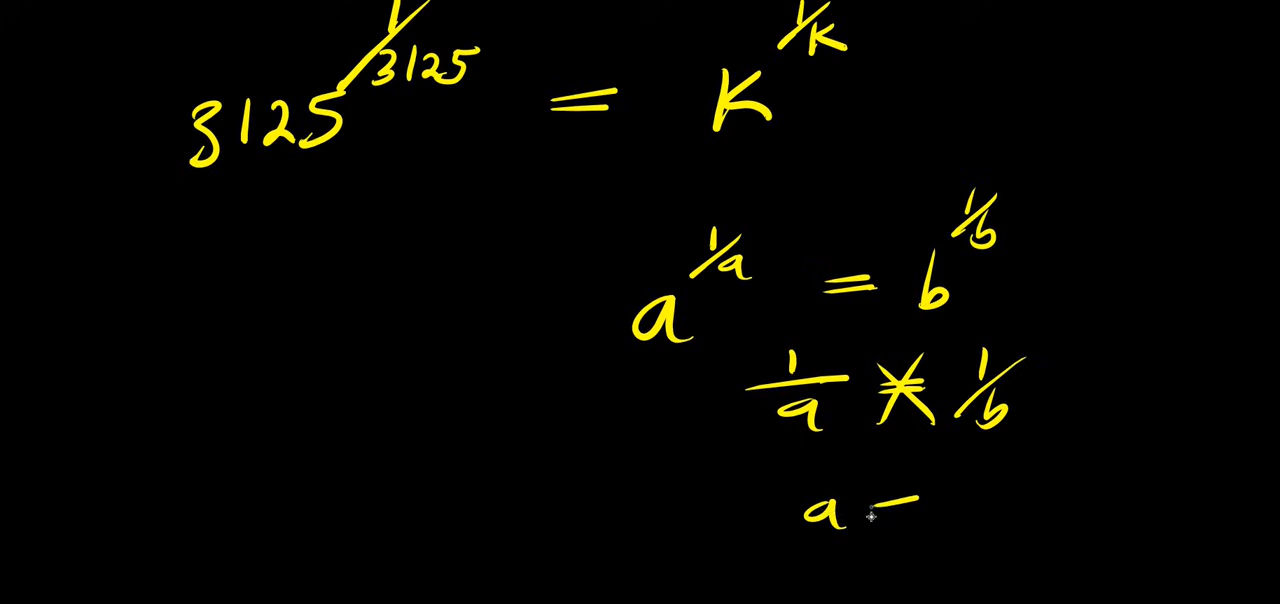 3125^{1/3125} = K^{1/K}
a^{1/a} = b^{1/b}
1/a ≠ 1/b
a -